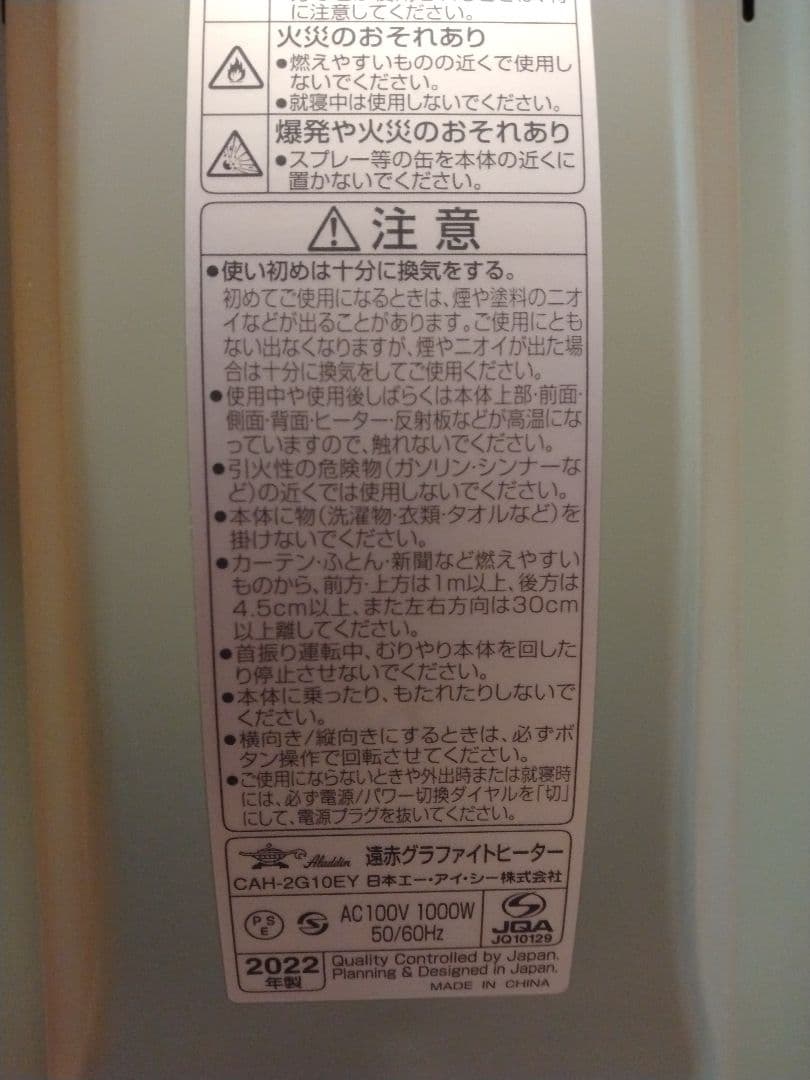 に注意してください。
火災のおそれあり
●燃えやすいものの近くで使用し
ないでください。
●就寝中は使用しないでください。
爆発や火災のおそれあり
●スプレー等の缶を本体の近くに
置かないでください。
注意
●使い初めは十分に換気をする。
初めてご使用になるときは、煙や塗料のニオ
イなどが出ることがあります。ご使用にとも
ない出なくなりますが、煙やニオイが出た場
合は十分に換気をしてご使用ください。
●使用中や使用後しばらくは本体上部・前面・
側面・背面・ヒーター・反射板などが高温にな
っていますので、触れないでください。
●引火性の危険物(ガソリン・シンナーな
ど)の近くでは使用しないでください。
●本体に物(洗濯物・衣類・タオルなど)を
掛けないでください。
●カーテン・ふとん・新聞など燃えやすい
ものから、前方・上方は1m以上、後方は
4.5cm以上、また左右方向は30cm
以上離してください。
●首振り運転中、むりやり本体を回した
り停止させないでください。
●本体に乗ったり、もたれたりしないで
ください。
●横向き/縦向きにするときは、必ずボ
タン操作で回転させてください。
●ご使用にならないときや外出時または就寝時
には、必ず電源/パワー切換ダイヤルを「切」
にして、電源プラグを抜いてください。
Aladdin 遠赤グラファイトヒーター
CAH-2G10EY 日本エー・アイ・シー株式会社
PSE AC100V 1000W
50/60Hz
JQA
JQ10129
2022
年製
Quality Controlled by Japan.
Planning & Designed in Japan.
MADE IN CHINA